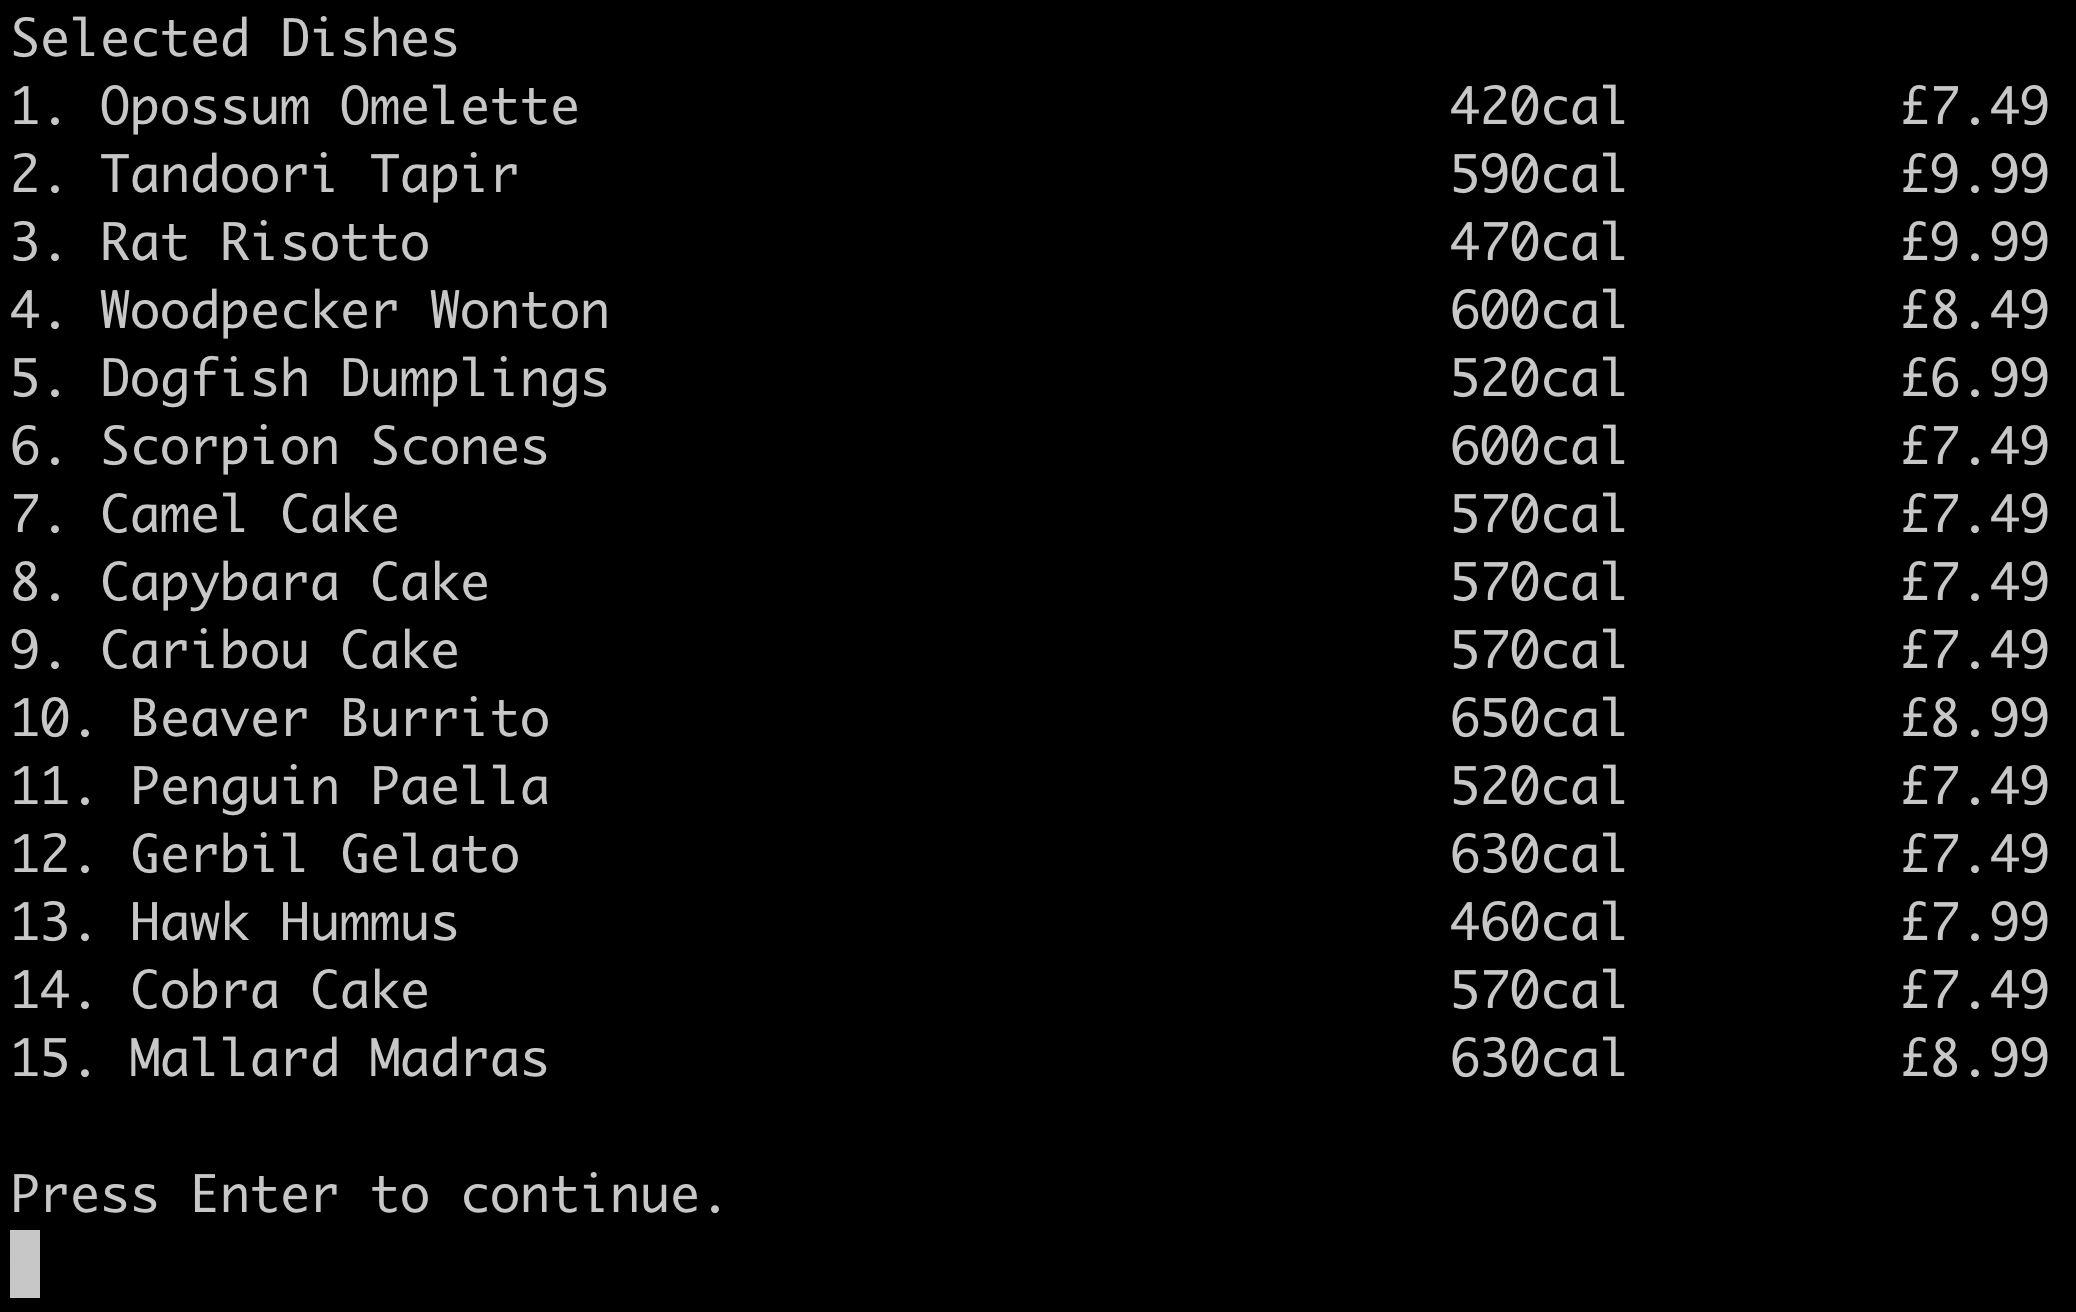 Selected Dishes
1. Opossum Omelette 420cal £7.49
2. Tandoori Tapir 590cal £9.99
3. Rat Risotto 470cal £9.99
4. Woodpecker Wonton 600cal £8.49
5. Dogfish Dumplings 520cal £6.99
6. Scorpion Scones 600cal £7.49
7. Camel Cake 570cal £7.49
8. Capybara Cake 570cal £7.49
9. Caribou Cake 570cal £7.49
10. Beaver Burrito 650cal £8.99
11. Penguin Paella 520cal £7.49
12. Gerbil Gelato 630cal £7.49
13. Hawk Hummus 460cal £7.99
14. Cobra Cake 570cal £7.49
15. Mallard Madras 630cal £8.99
Press Enter to continue.